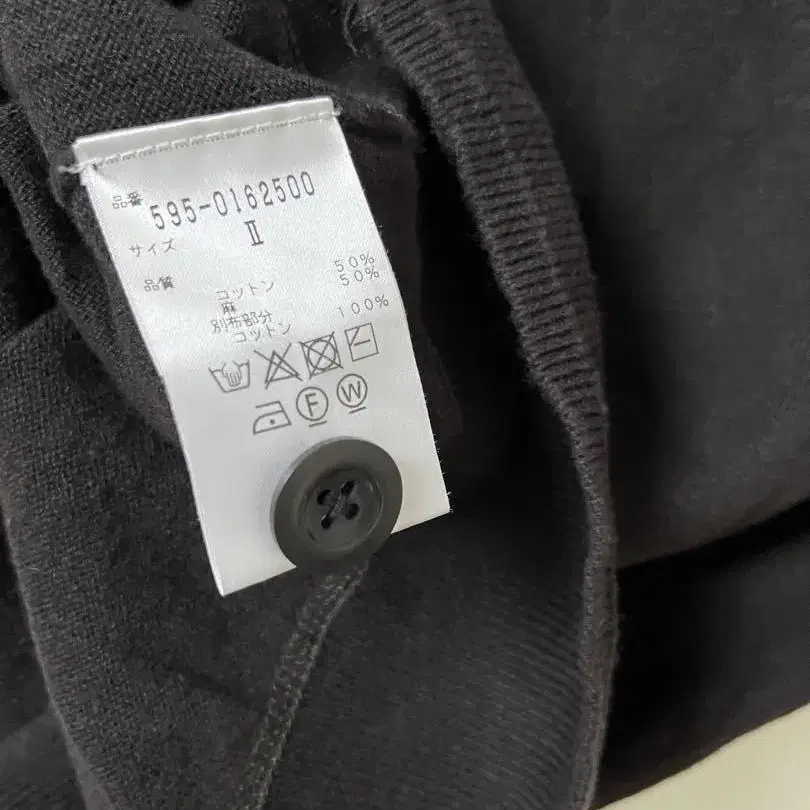 品番 595-0162500
サイズ Ⅱ
品質 コットン 50%
麻 50%
別布部分
コットン 100%
F W